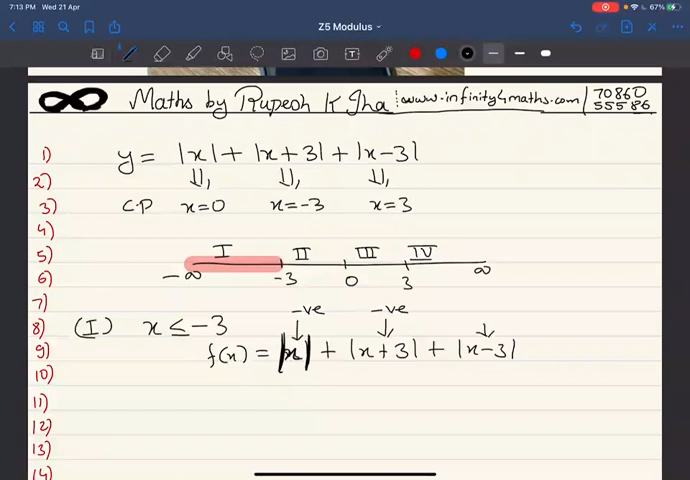 7:13 PM Wed 21 Apr
67%
Z5 Modulus
Maths by Rupesh K Jha www.infinity4maths.com 70860 55586
1) y = |x| + |x+3| + |x-3|
2) ⇓, ⇓, ⇓,
3) C.P x=0 x=-3 x=3
4)
5) I II III IV
6) -∞ -3 0 3 ∞
7) -ve -ve
8) (I) x ≤ -3
9) f(x) = |x| + |x+3| + |x-3|
10)
11)
12)
13)
14)